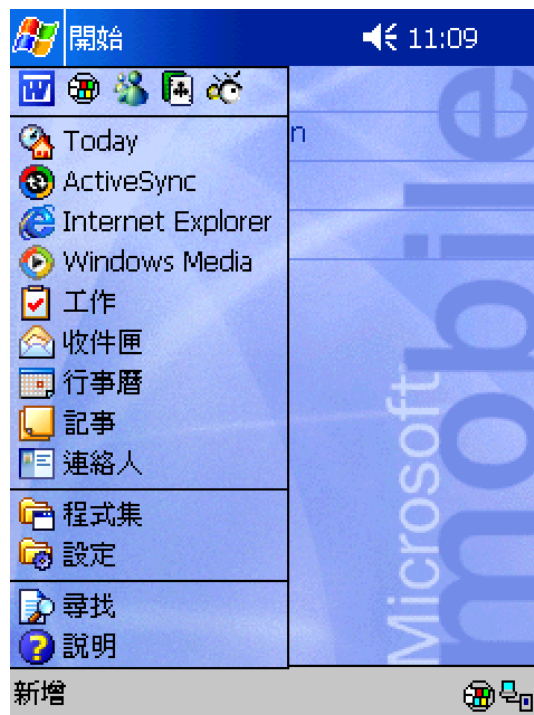 開始 11:09
n
Today
ActiveSync
Internet Explorer
Windows Media
工作
收件匣
行事曆
記事
連絡人
程式集
設定
尋找
說明
Microsoft
mobile
新增